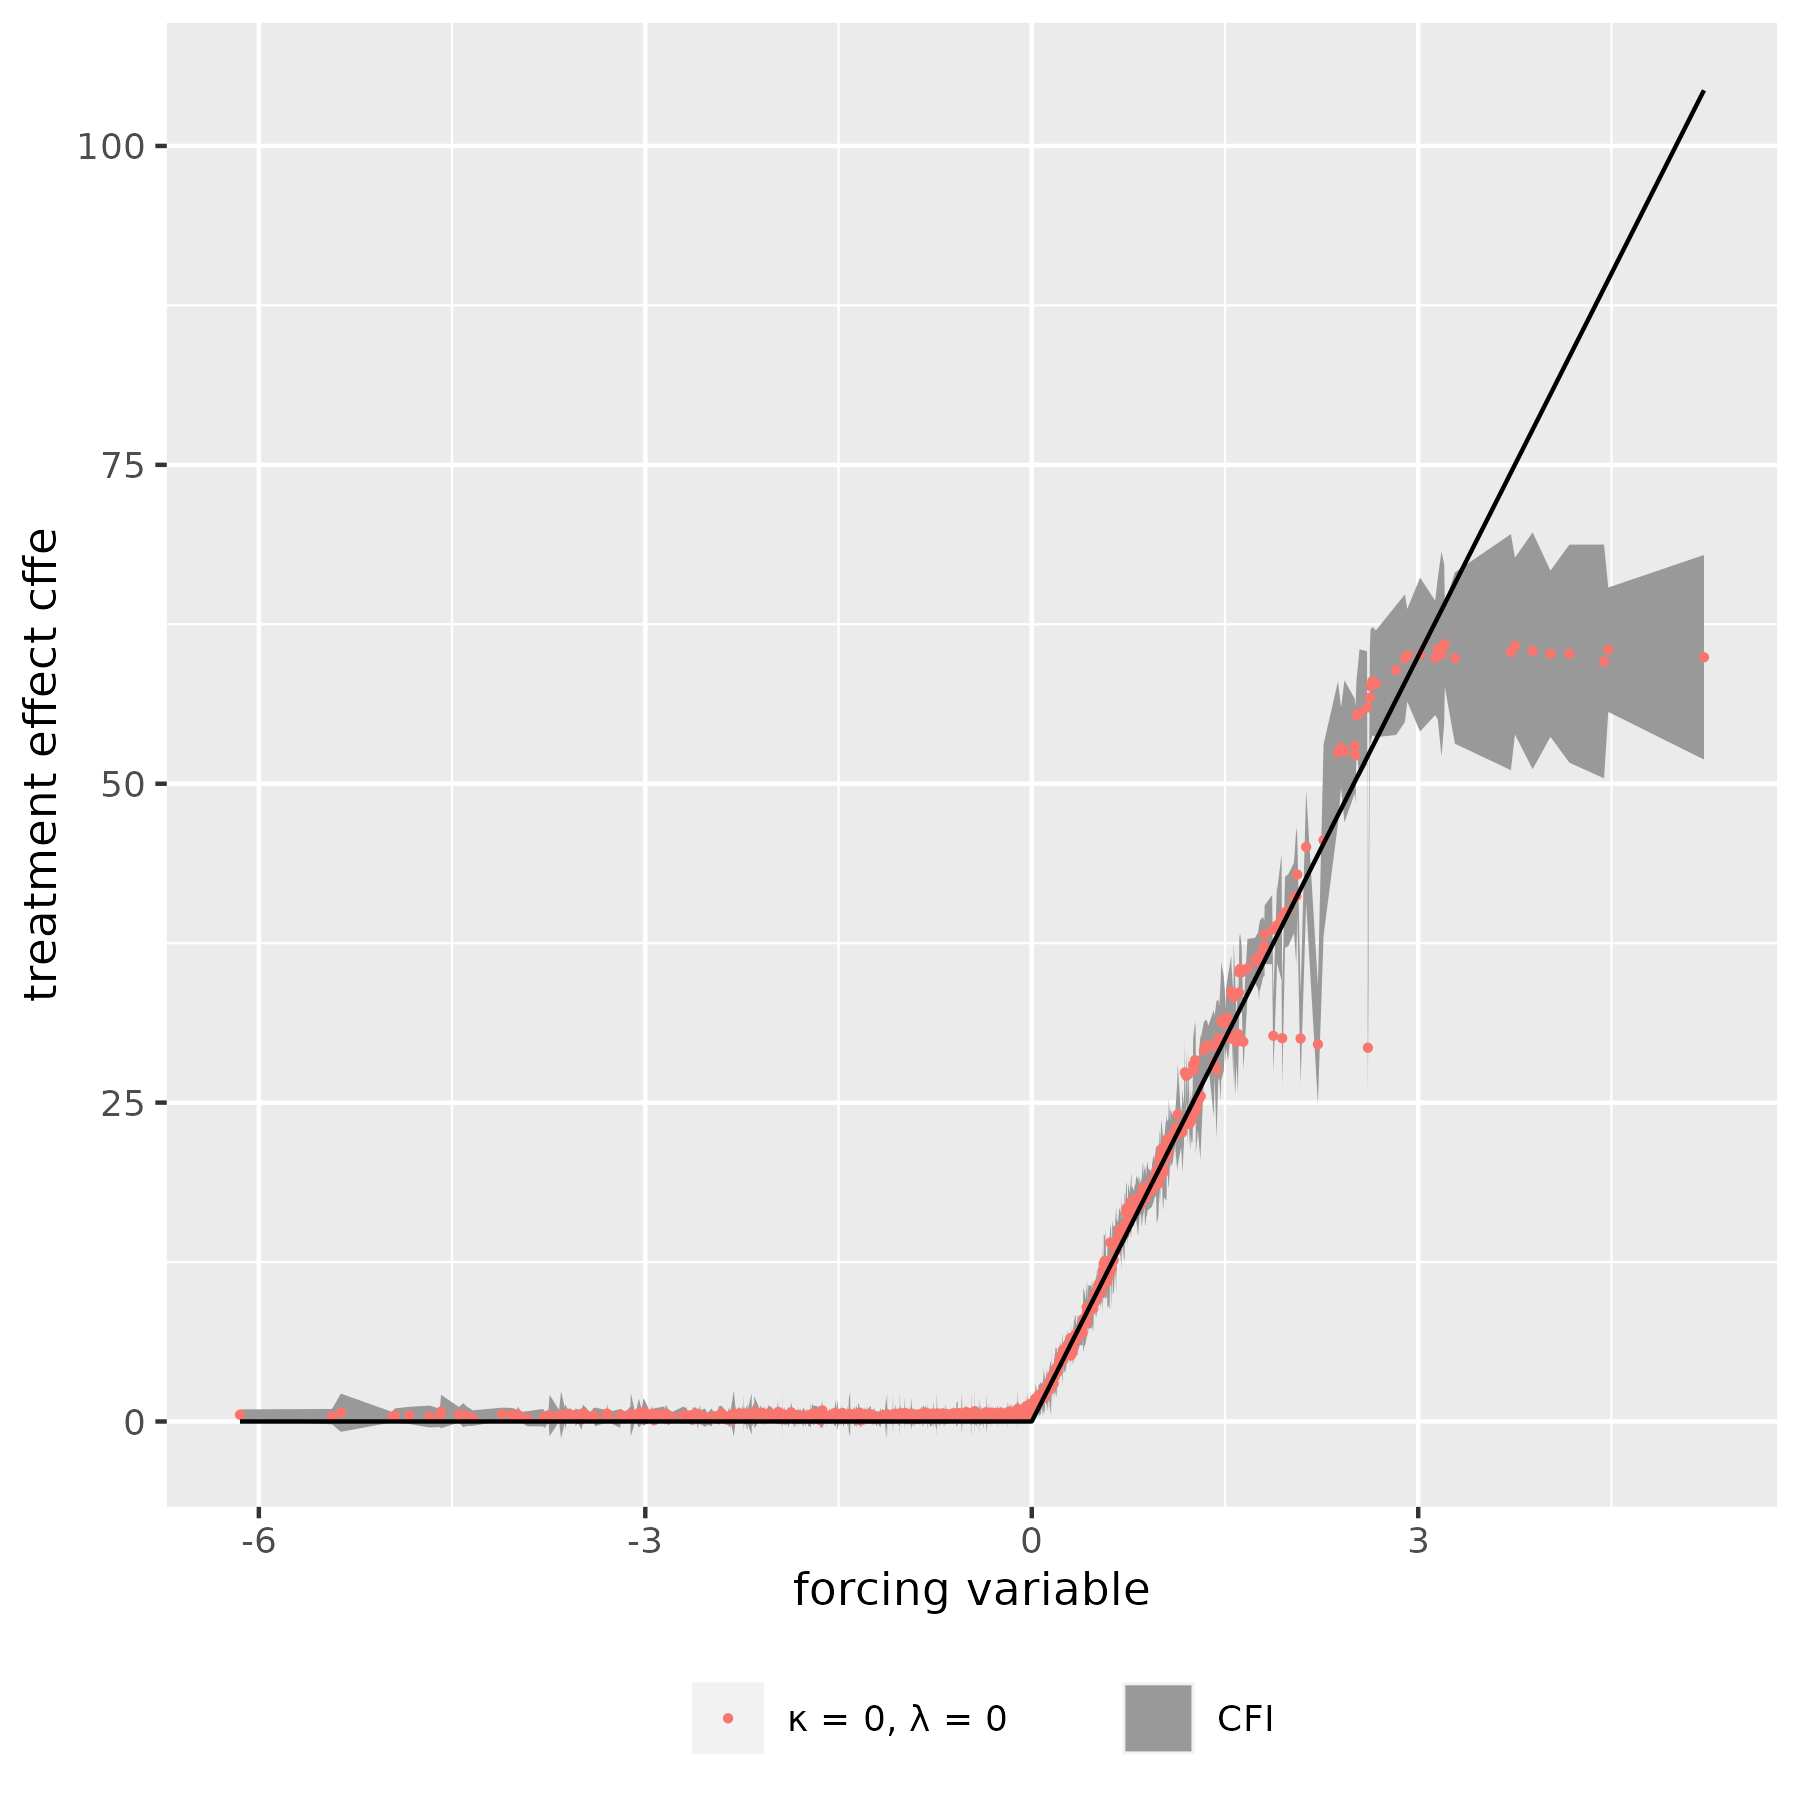 100
75
50
25
0
treatment effect cffe
-6
-3
0
3
forcing variable
κ = 0, λ = 0
CFI